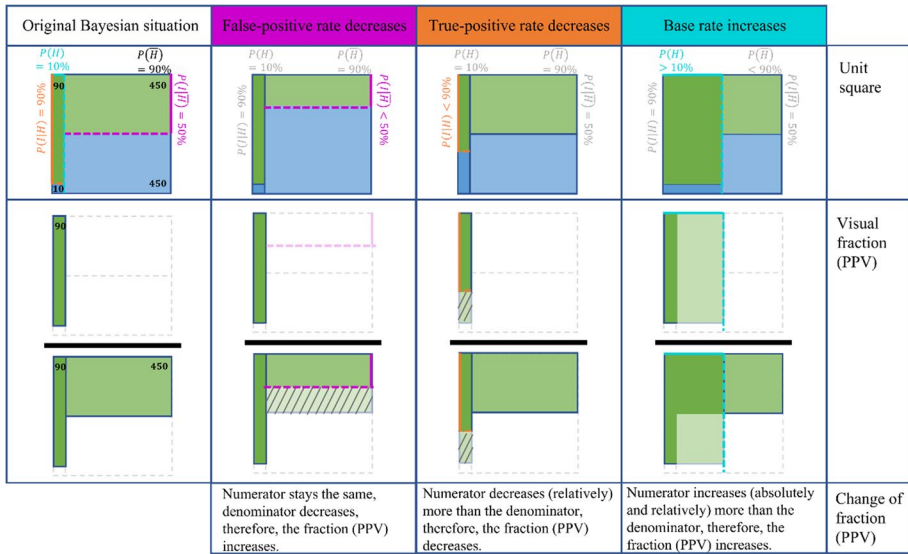 Original Bayesian situation
False-positive rate decreases
True-positive rate decreases
Base rate increases
P(H)
= 10%
P(H̅)
= 90%
P(I|H) = 90%
P(I|H̅) = 50%
90
450
10
450
P(H)
= 10%
P(H̅)
= 90%
P(I|H) = 90%
P(I|H̅) < 50%
P(H)
= 10%
P(H̅)
= 90%
P(I|H) < 90%
P(I|H̅) = 50%
P(H)
> 10%
P(H̅)
< 90%
P(I|H) = 90%
P(I|H̅) = 50%
Unit
square
90
90
450
Visual
fraction
(PPV)
Numerator stays the same,
denominator decreases,
therefore, the fraction (PPV)
increases.
Numerator decreases (relatively)
more than the denominator,
therefore, the fraction (PPV)
decreases.
Numerator increases (absolutely
and relatively) more than the
denominator, therefore, the
fraction (PPV) increases.
Change of
fraction
(PPV)